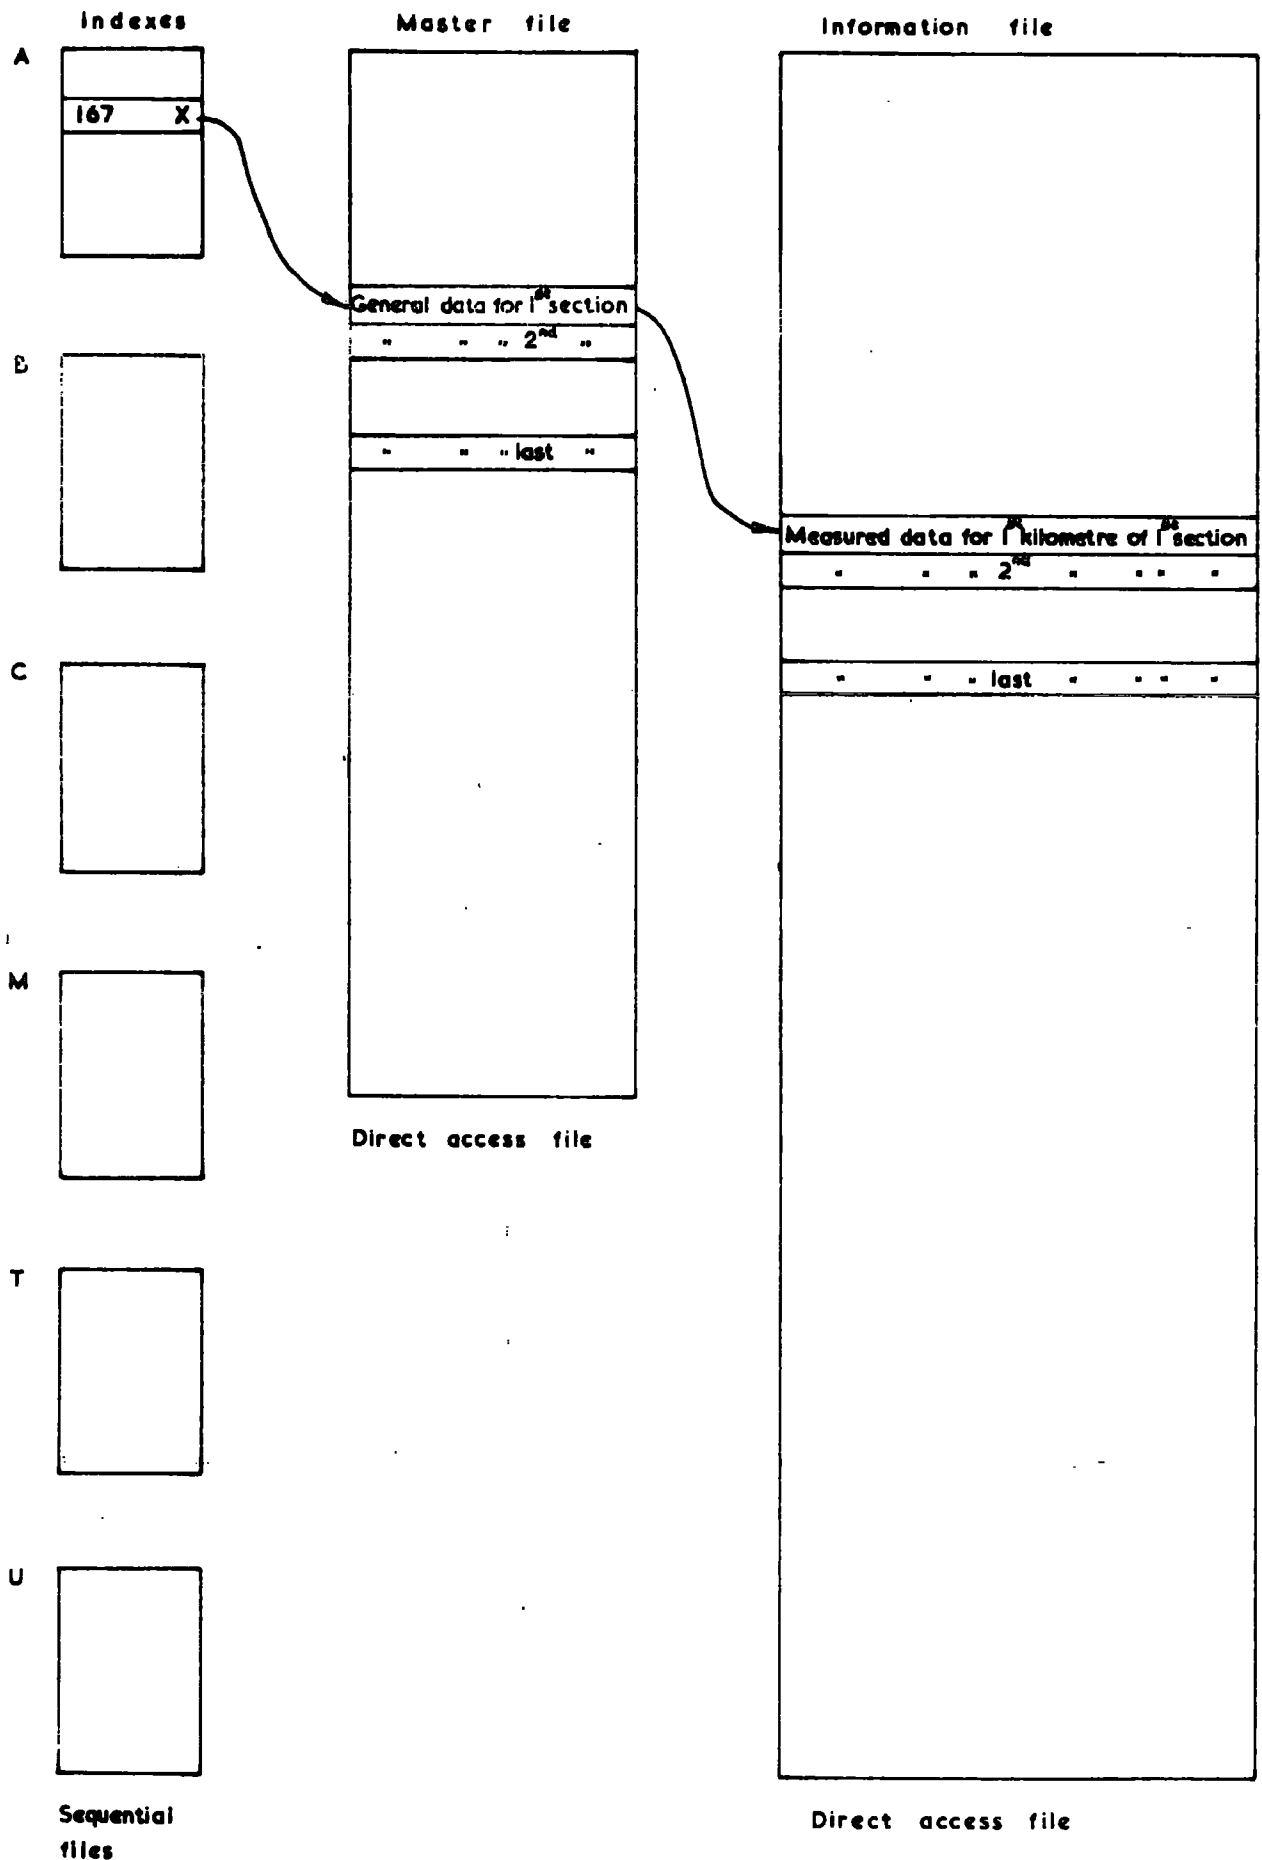 Indexes
Master file
Information file
A
167 X
General data for 1st section
" " " 2nd "
" " " last "
B
Measured data for 1st kilometre of 1st section
" " " 2nd " " " "
" " " last " " " "
C
M
Direct access file
T
U
Sequential
files
Direct access file